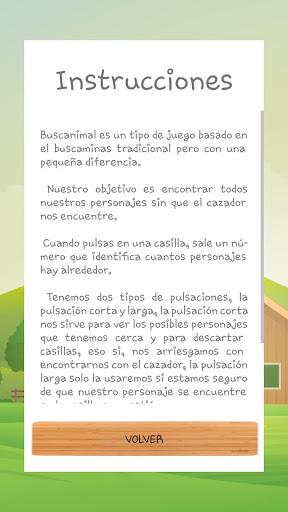 Instrucciones
Buscanimal es un tipo de juego basado en
el buscaminas tradicional pero con una
pequeña diferencia.
Nuestro objetivo es encontrar todos
nuestros personajes sin que el cazador
nos encuentre.
Cuando pulsas en una casilla, sale un nú-
mero que identifica cuantos personajes
hay alrededor.
Tenemos dos tipos de pulsaciones, la
pulsación corta y larga, la pulsación corta
nos sirve para ver los posibles personajes
que tenemos cerca y para descartar
casillas, eso si, nos arriesgamos con
encontrarnos con el cazador, la pulsación
larga solo la usaremos si estamos seguro
de que nuestro personaje se encuentre
VOLVER